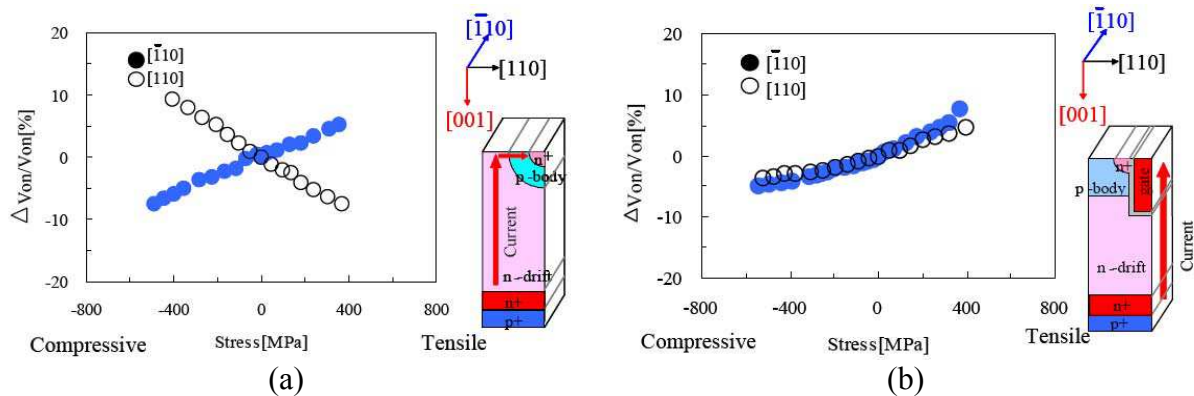 20
10
0
-10
-20
-800
-400
0
400
800
△Von/Von[%]
Compressive
Stress[MPa]
Tensile
[1̄10]
[110]
[1̄10]
[110]
[001]
n+
p-body
Current
n-drift
n+
p+
(a)
20
10
0
-10
-20
-800
-400
0
400
800
△Von/Von[%]
Compressive
Stress[MPa]
Tensile
[1̄10]
[110]
[1̄10]
[110]
[001]
n+
p-body
gate
Current
n-drift
n+
p+
(b)